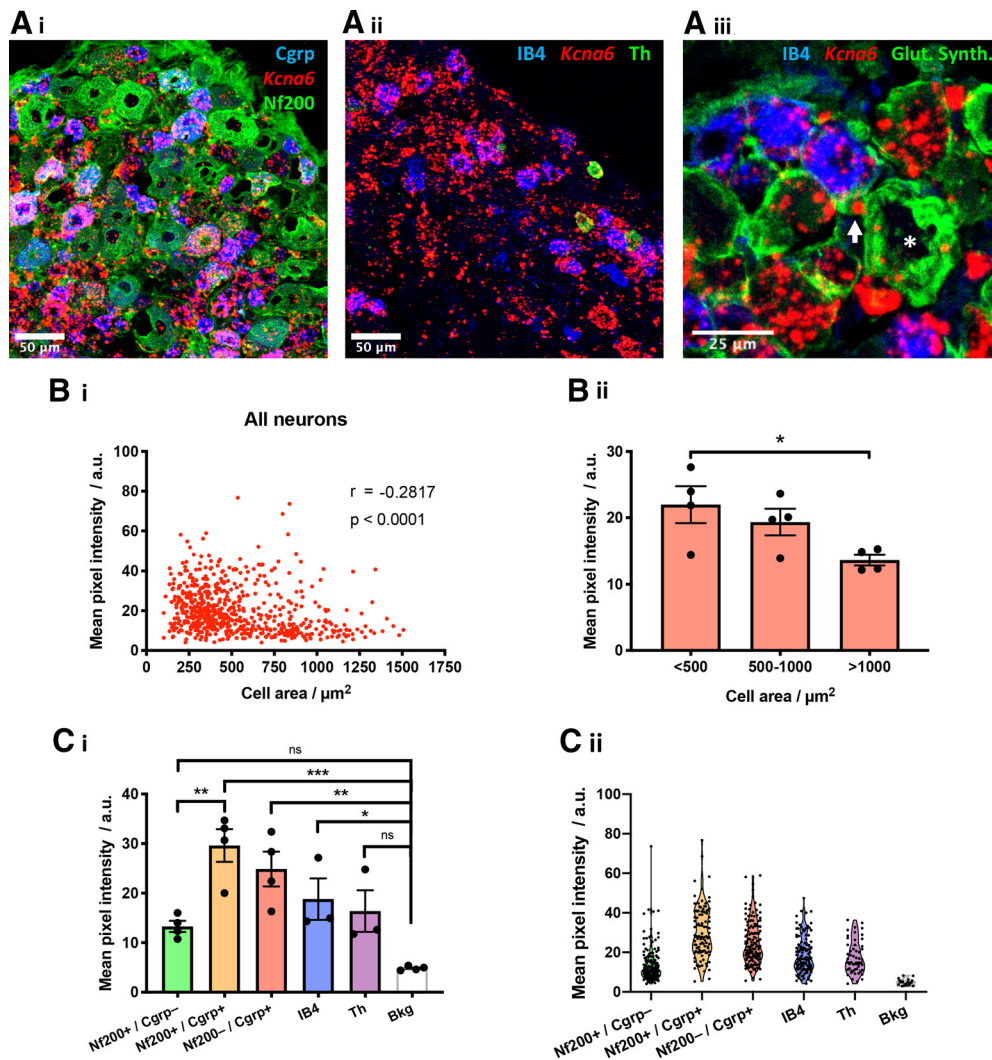 A i
Cgrp
Kcna6
Nf200
50 µm
A ii
IB4 Kcna6 Th
50 µm
A iii
IB4 Kcna6 Glut. Synth.
*
25 µm
B i
All neurons
Mean pixel intensity / a.u.
100
80
60
40
20
0
r = -0.2817
p < 0.0001
0 250 500 750 1000 1250 1500 1750
Cell area / µm²
B ii
Mean pixel intensity / a.u.
30
20
10
0
*
<500 500-1000 >1000
Cell area / µm²
C i
Mean pixel intensity / a.u.
40
30
20
10
0
ns
***
**
**
*
ns
Nf200+ / Cgrp–
Nf200+ / Cgrp+
Nf200– / Cgrp+
IB4
Th
Bkg
C ii
Mean pixel intensity / a.u.
100
80
60
40
20
0
Nf200+ / Cgrp–
Nf200+ / Cgrp+
Nf200– / Cgrp+
IB4
Th
Bkg